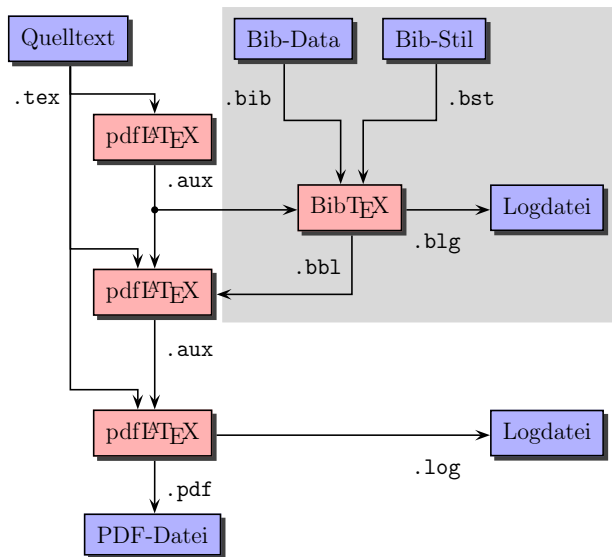 Quelltext
Bib-Data
Bib-Stil
.tex
.bib
.bst
pdfLATEX
.aux
BibTEX
Logdatei
.blg
.bbl
pdfLATEX
.aux
pdfLATEX
Logdatei
.log
.pdf
PDF-Datei